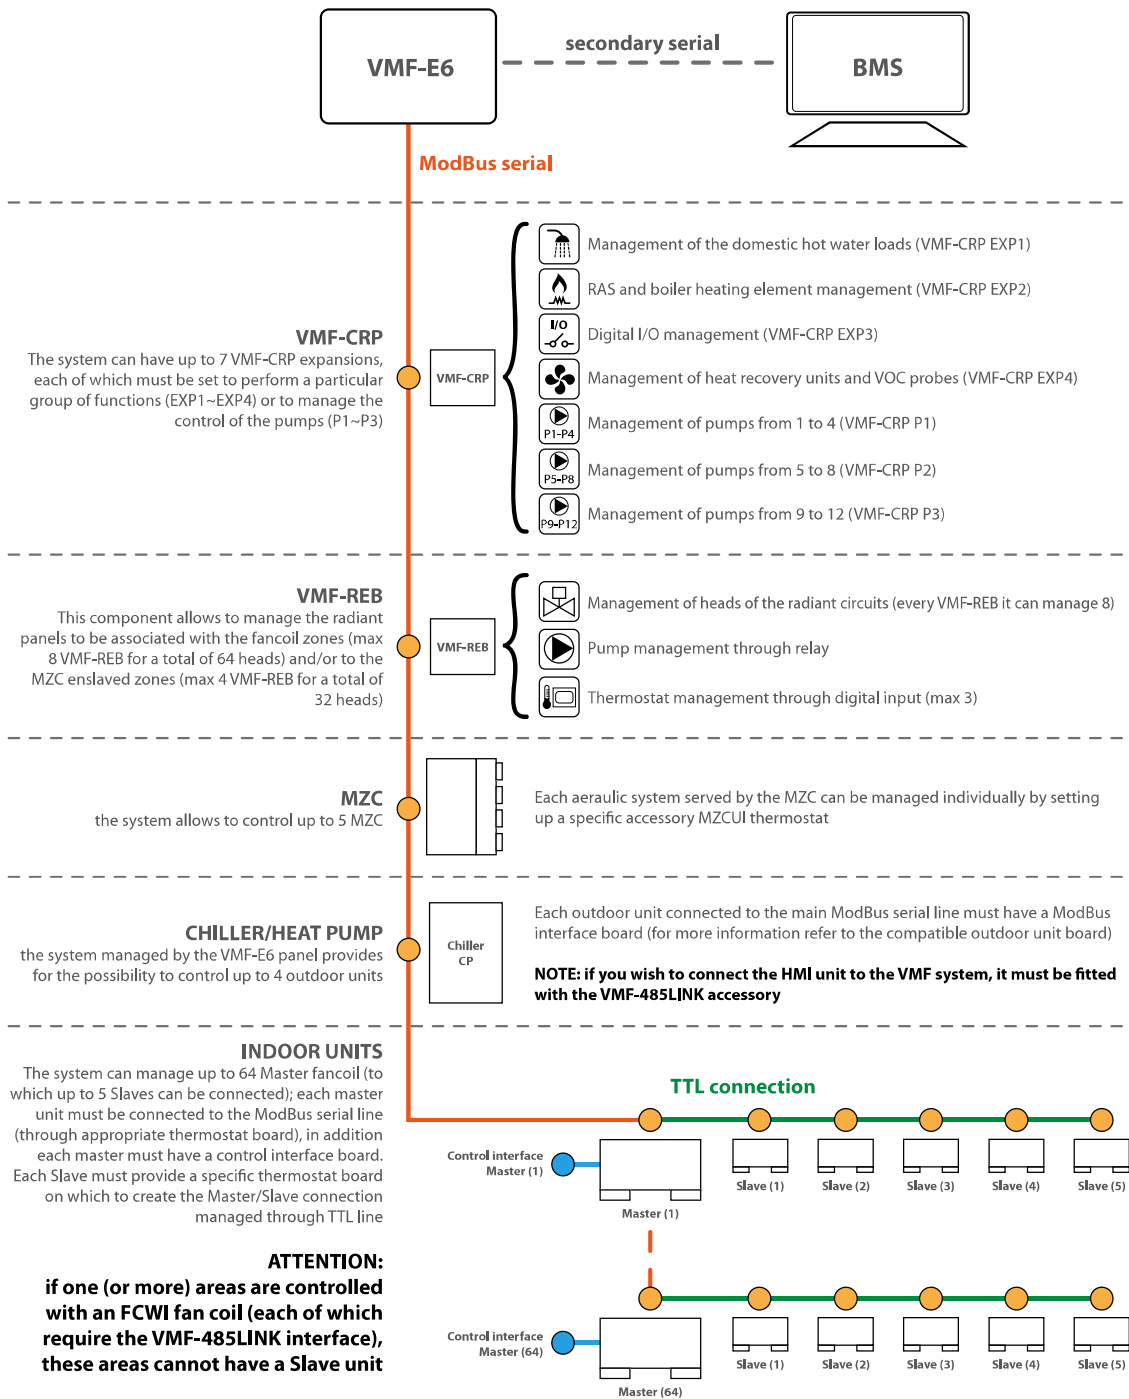 VMF-E6
secondary serial
BMS
ModBus serial
VMF-CRP
The system can have up to 7 VMF-CRP expansions,
each of which must be set to perform a particular
group of functions (EXP1~EXP4) or to manage the
control of the pumps (P1~P3)
VMF-CRP
Management of the domestic hot water loads (VMF-CRP EXP1)
RAS and boiler heating element management (VMF-CRP EXP2)
I/O
Digital I/O management (VMF-CRP EXP3)
Management of heat recovery units and VOC probes (VMF-CRP EXP4)
P1-P4
Management of pumps from 1 to 4 (VMF-CRP P1)
P5-P8
Management of pumps from 5 to 8 (VMF-CRP P2)
P9-P12
Management of pumps from 9 to 12 (VMF-CRP P3)
VMF-REB
This component allows to manage the radiant
panels to be associated with the fancoil zones (max
8 VMF-REB for a total of 64 heads) and/or to the
MZC enslaved zones (max 4 VMF-REB for a total of
32 heads)
VMF-REB
Management of heads of the radiant circuits (every VMF-REB it can manage 8)
Pump management through relay
Thermostat management through digital input (max 3)
MZC
the system allows to control up to 5 MZC
Each aeraulic system served by the MZC can be managed individually by setting
up a specific accessory MZCUI thermostat
CHILLER/HEAT PUMP
the system managed by the VMF-E6 panel provides
for the possibility to control up to 4 outdoor units
Chiller
CP
Each outdoor unit connected to the main ModBus serial line must have a ModBus
interface board (for more information refer to the compatible outdoor unit board)
NOTE: if you wish to connect the HMI unit to the VMF system, it must be fitted
with the VMF-485LINK accessory
INDOOR UNITS
The system can manage up to 64 Master fancoil (to
which up to 5 Slaves can be connected); each master
unit must be connected to the ModBus serial line
(through appropriate thermostat board), in addition
each master must have a control interface board.
Each Slave must provide a specific thermostat board
on which to create the Master/Slave connection
managed through TTL line
ATTENTION:
if one (or more) areas are controlled
with an FCWI fan coil (each of which
require the VMF-485LINK interface),
these areas cannot have a Slave unit
TTL connection
Control interface
Master (1)
Master (1)
Slave (1)
Slave (2)
Slave (3)
Slave (4)
Slave (5)
Control interface
Master (64)
Master (64)
Slave (1)
Slave (2)
Slave (3)
Slave (4)
Slave (5)